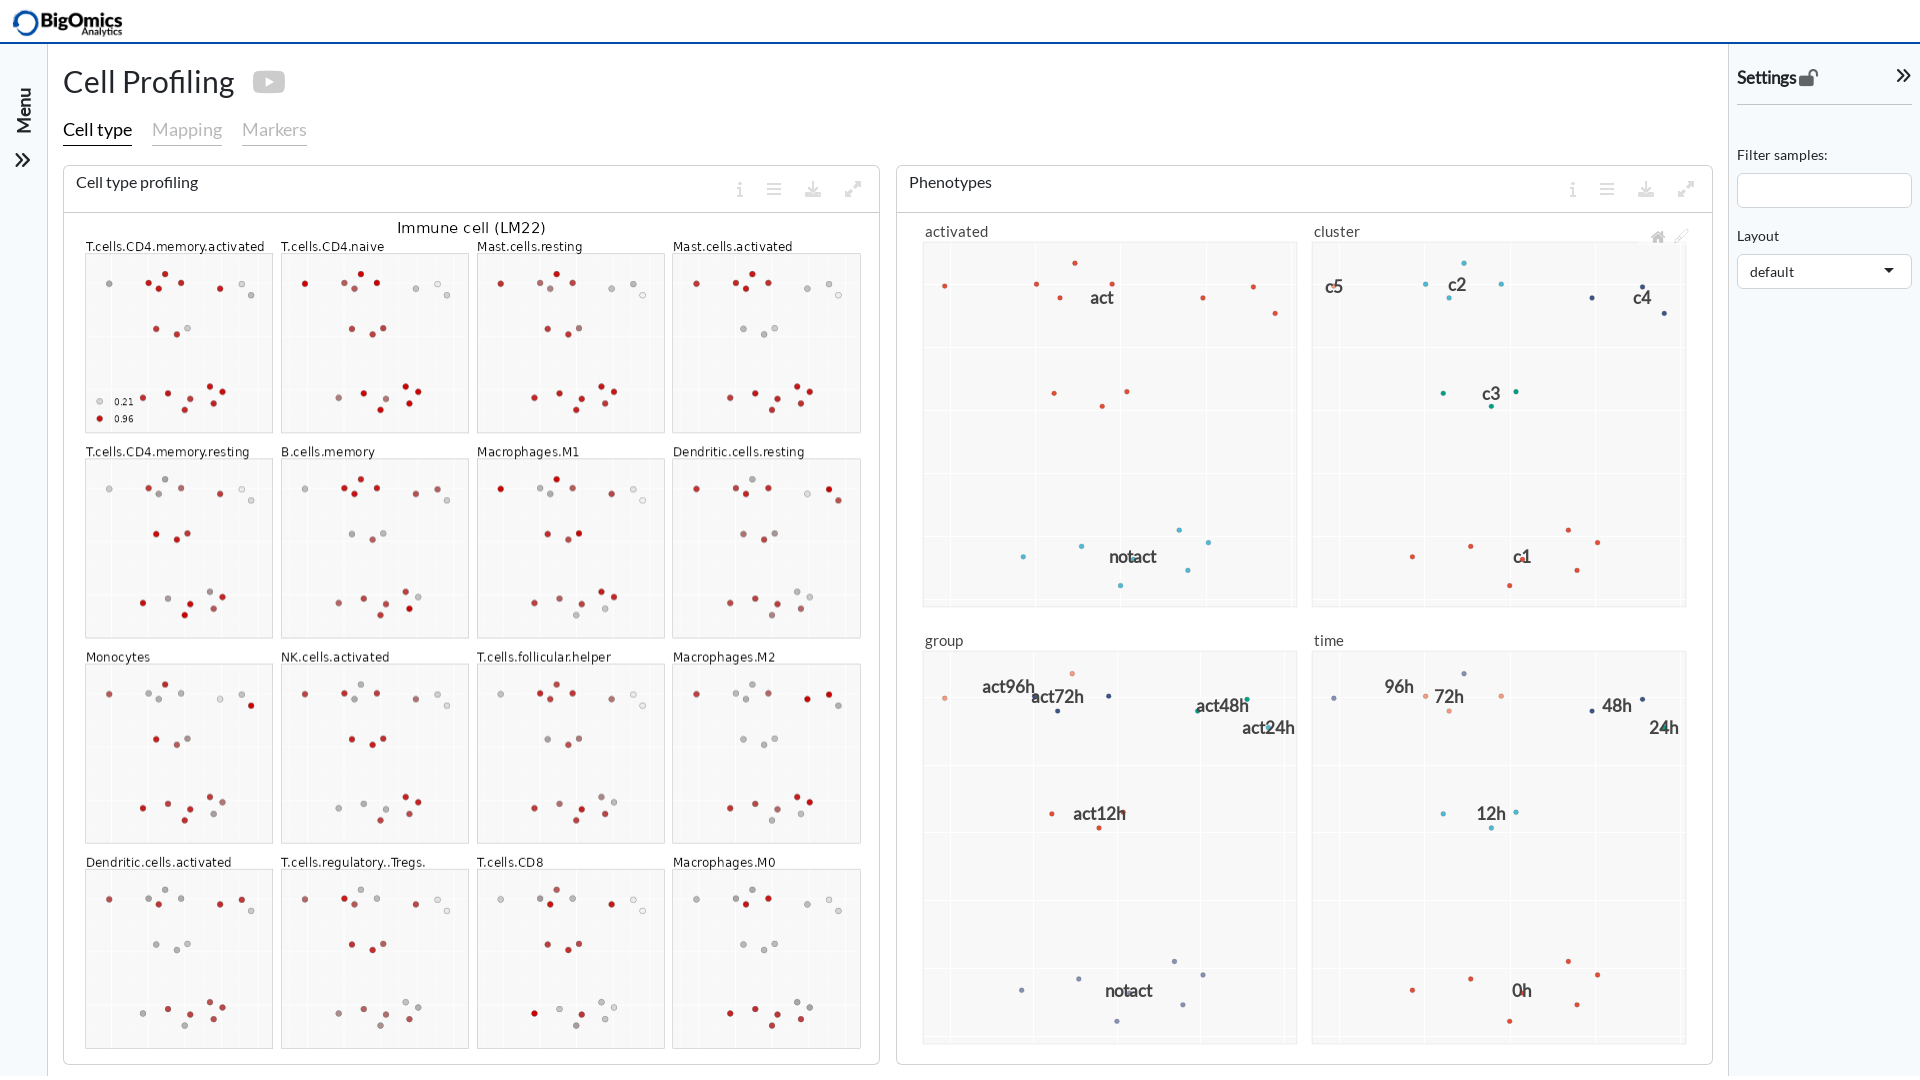 BigOmics
Analytics
Menu
Cell Profiling
Cell type
Mapping
Markers
Cell type profiling
Immune cell (LM22)
T.cells.CD4.memory.activated
T.cells.CD4.naive
Mast.cells.resting
Mast.cells.activated
0.21
0.96
T.cells.CD4.memory.resting
B.cells.memory
Macrophages.M1
Dendritic.cells.resting
Monocytes
NK.cells.activated
T.cells.follicular.helper
Macrophages.M2
Dendritic.cells.activated
T.cells.regulatory..Tregs.
T.cells.CD8
Macrophages.M0
Phenotypes
activated
act
notact
cluster
c5
c2
c4
c3
c1
group
act96h
act72h
act48h
act24h
act12h
notact
time
96h
72h
48h
24h
12h
0h
Settings
Filter samples:
Layout
default